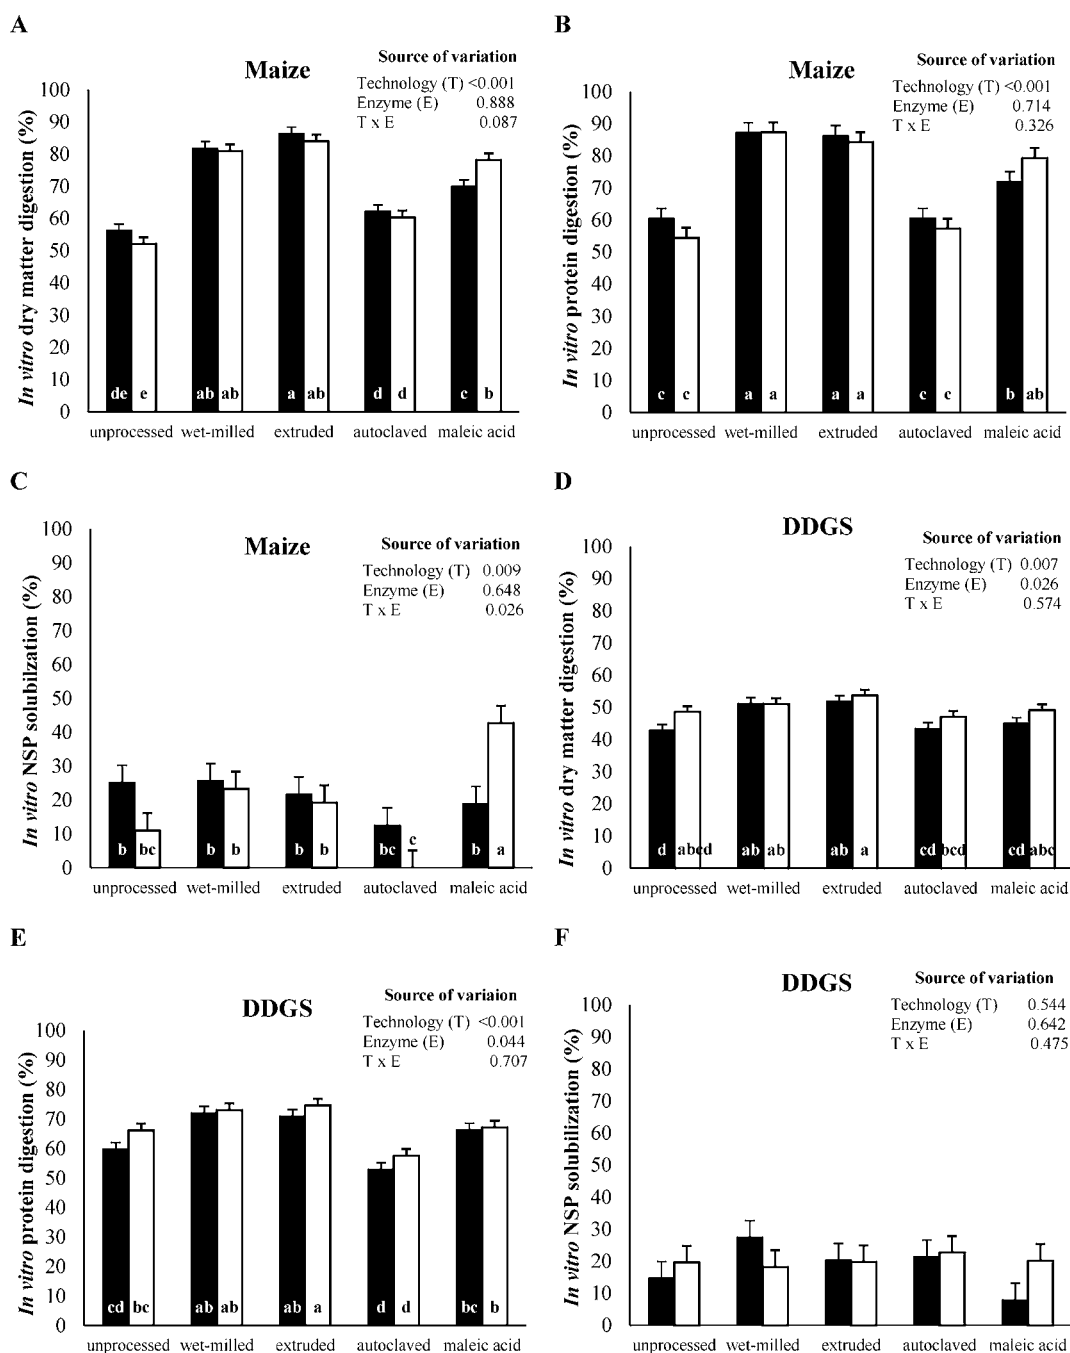 A
Maize
Source of variation
Technology (T) <0.001
Enzyme (E) 0.888
T x E 0.087
In vitro dry matter digestion (%)
100
90
80
70
60
50
40
30
20
10
0
de e ab ab a ab d d c b
unprocessed wet-milled extruded autoclaved maleic acid
B
Maize
Source of variation
Technology (T) <0.001
Enzyme (E) 0.714
T x E 0.326
In vitro protein digestion (%)
100
90
80
70
60
50
40
30
20
10
0
c c a a a a c c b ab
unprocessed wet-milled extruded autoclaved maleic acid
C
Maize
Source of variation
Technology (T) 0.009
Enzyme (E) 0.648
T x E 0.026
In vitro NSP solubilzation (%)
100
90
80
70
60
50
40
30
20
10
0
b bc b b b b bc c b a
unprocessed wet-milled extruded autoclaved maleic acid
D
DDGS
Source of variation
Technology (T) 0.007
Enzyme (E) 0.026
T x E 0.574
In vitro dry matter digestion (%)
100
90
80
70
60
50
40
30
20
10
0
d abcd ab ab ab a cd bcd cd abc
unprocessed wet-milled extruded autoclaved maleic acid
E
DDGS
Source of variaion
Technology (T) <0.001
Enzyme (E) 0.044
T x E 0.707
In vitro protein digestion (%)
100
90
80
70
60
50
40
30
20
10
0
cd bc ab ab ab a d d bc b
unprocessed wet-milled extruded autoclaved maleic acid
F
DDGS
Source of variation
Technology (T) 0.544
Enzyme (E) 0.642
T x E 0.475
In vitro NSP solubilization (%)
100
90
80
70
60
50
40
30
20
10
0
unprocessed wet-milled extruded autoclaved maleic acid